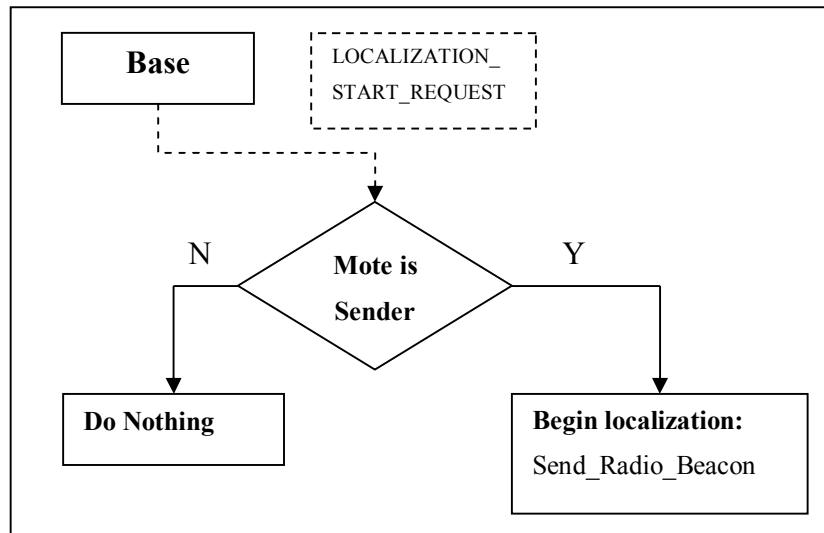 Base
LOCALIZATION_
START_REQUEST
N
Y
Mote is
Sender
Do Nothing
Begin localization:
Send_Radio_Beacon